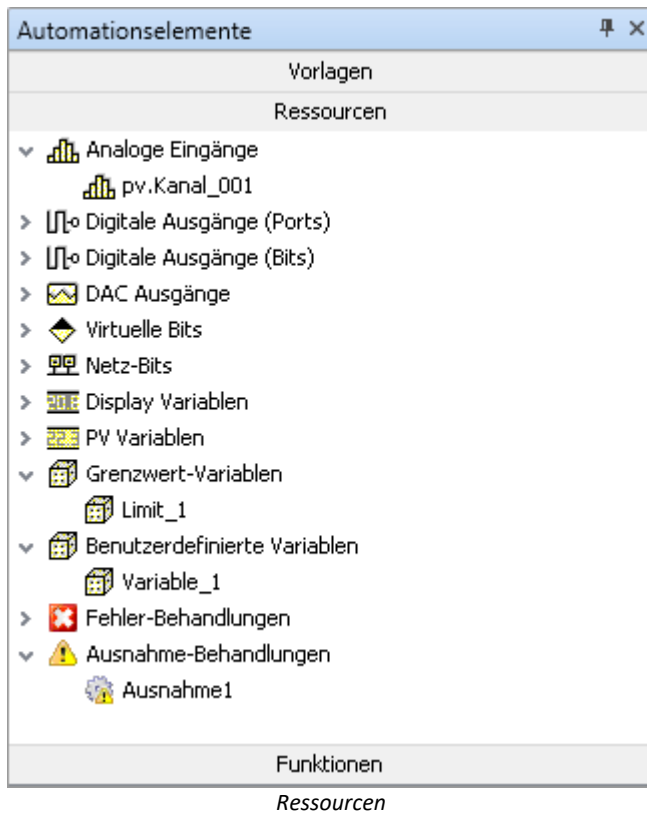 Automationselemente
Vorlagen
Ressourcen
Analoge Eingänge
pv.Kanal_001
Digitale Ausgänge (Ports)
Digitale Ausgänge (Bits)
DAC Ausgänge
Virtuelle Bits
Netz-Bits
Display Variablen
PV Variablen
Grenzwert-Variablen
Limit_1
Benutzerdefinierte Variablen
Variable_1
Fehler-Behandlungen
Ausnahme-Behandlungen
Ausnahme1
Funktionen
Ressourcen